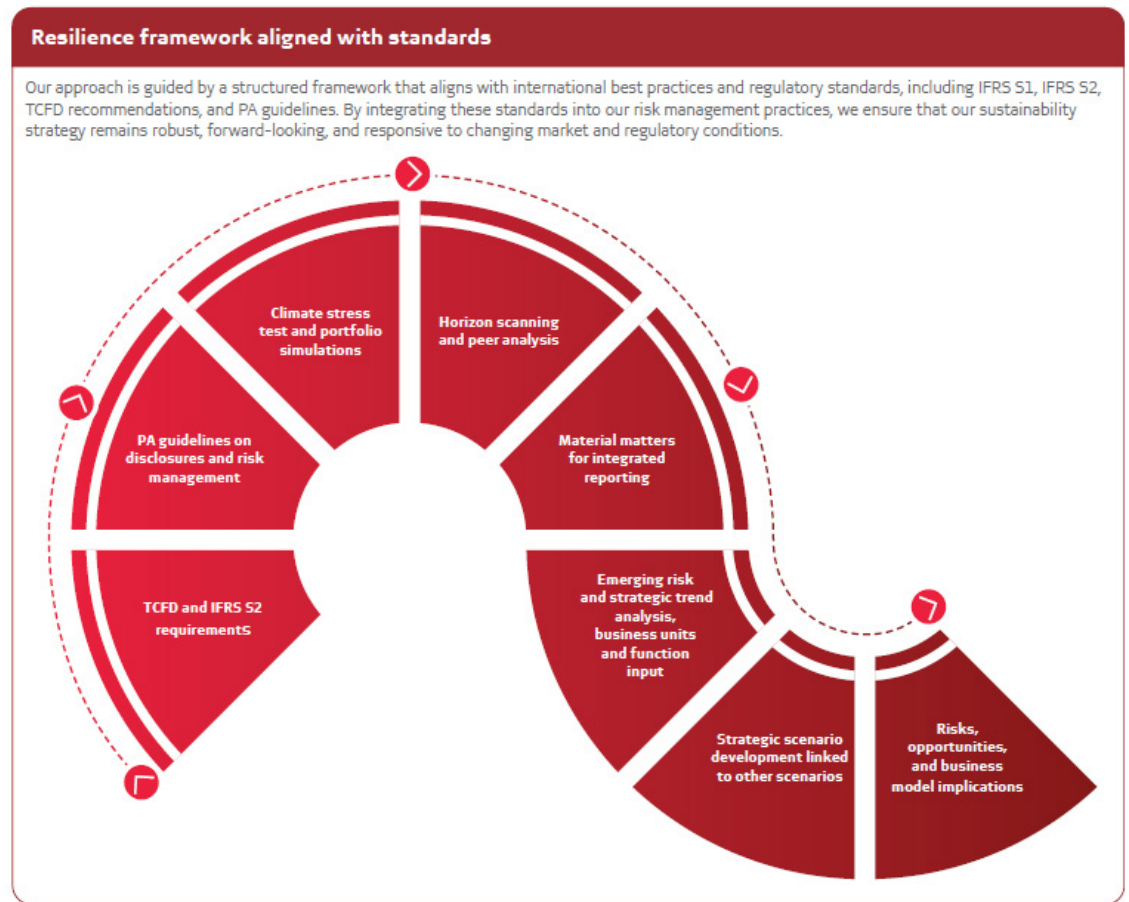 Resilience framework aligned with standards
Our approach is guided by a structured framework that aligns with international best practices and regulatory standards, including IFRS S1, IFRS S2,
TCFD recommendations, and PA guidelines. By integrating these standards into our risk management practices, we ensure that our sustainability
strategy remains robust, forward-looking, and responsive to changing market and regulatory conditions.
TCFD and IFRS S2
requirements
PA guidelines on
disclosures and risk
management
Climate stress
test and portfolio
simulations
Horizon scanning
and peer analysis
Material matters
for integrated
reporting
Emerging risk
and strategic trend
analysis,
business units
and function
input
Strategic scenario
development linked
to other scenarios
Risks,
opportunities,
and business
model implications